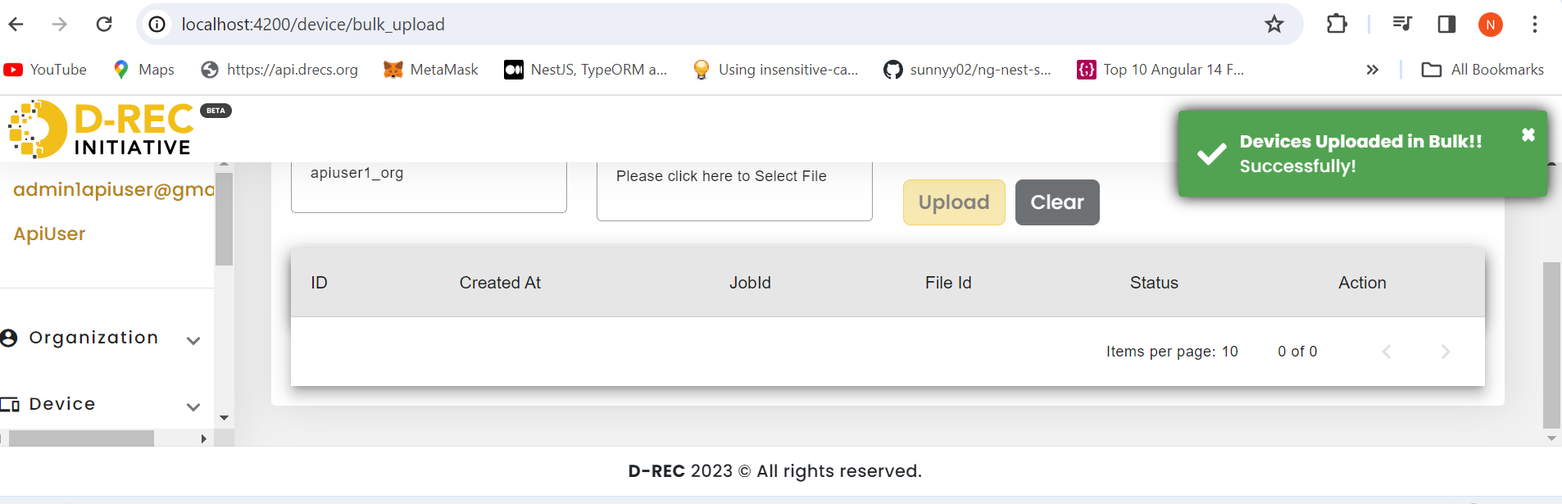 localhost:4200/device/bulk_upload
N
YouTube
Maps
https://api.drecs.org
MetaMask
NestJS, TypeORM a...
Using insensitive-ca...
sunnyy02/ng-nest-s...
Top 10 Angular 14 F...
All Bookmarks
D-REC
BETA
INITIATIVE
Devices Uploaded in Bulk!!
Successfully!
admin1apiuser@gma
ApiUser
Organization
Device
apiuser1_org
Please click here to Select File
Upload
Clear
ID Created At JobId File Id Status Action
Items per page: 10 0 of 0
D-REC 2023 © All rights reserved.